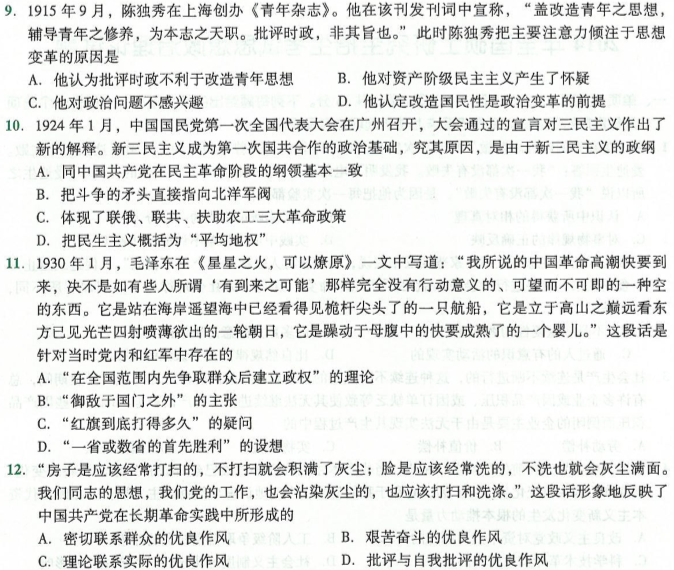 9. 1915 年 9 月，陈独秀在上海创办《青年杂志》。他在该刊发刊词中宣称，“盖改造青年之思想，
辅导青年之修养，为本志之天职。批评时政，非其旨也。”此时陈独秀把主要注意力倾注于思想
变革的原因是
A．他认为批评时政不利于改造青年思想 B．他对资产阶级民主主义产生了怀疑
C．他对政治问题不感兴趣 D．他认定改造国民性是政治变革的前提
10. 1924 年 1 月，中国国民党第一次全国代表大会在广州召开，大会通过的宣言对三民主义作出了
新的解释。新三民主义成为第一次国共合作的政治基础，究其原因，是由于新三民主义的政纲
A．同中国共产党在民主革命阶段的纲领基本一致
B．把斗争的矛头直接指向北洋军阀
C．体现了联俄、联共、扶助农工三大革命政策
D．把民生主义概括为“平均地权”
11. 1930 年 1 月，毛泽东在《星星之火，可以燎原》一文中写道：“我所说的中国革命高潮快要到
来，决不是如有些人所谓‘有到来之可能’那样完全没有行动意义的、可望而不可即的一种空
的东西。它是站在海岸遥望海中已经看得见桅杆尖头了的一只航船，它是立于高山之巅远看东
方已见光芒四射喷薄欲出的一轮朝日，它是躁动于母腹中的快要成熟了的一个婴儿。”这段话是
针对当时党内和红军中存在的
A．“在全国范围内先争取群众后建立政权”的理论
B．“御敌于国门之外”的主张
C．“红旗到底打得多久”的疑问
D．“一省或数省的首先胜利”的设想
12. “房子是应该经常打扫的，不打扫就会积满了灰尘；脸是应该经常洗的，不洗也就会灰尘满面。
我们同志的思想，我们党的工作，也会沾染灰尘的，也应该打扫和洗涤。”这段话形象地反映了
中国共产党在长期革命实践中所形成的
A．密切联系群众的优良作风 B．艰苦奋斗的优良作风
C．理论联系实际的优良作风 D．批评与自我批评的优良作风